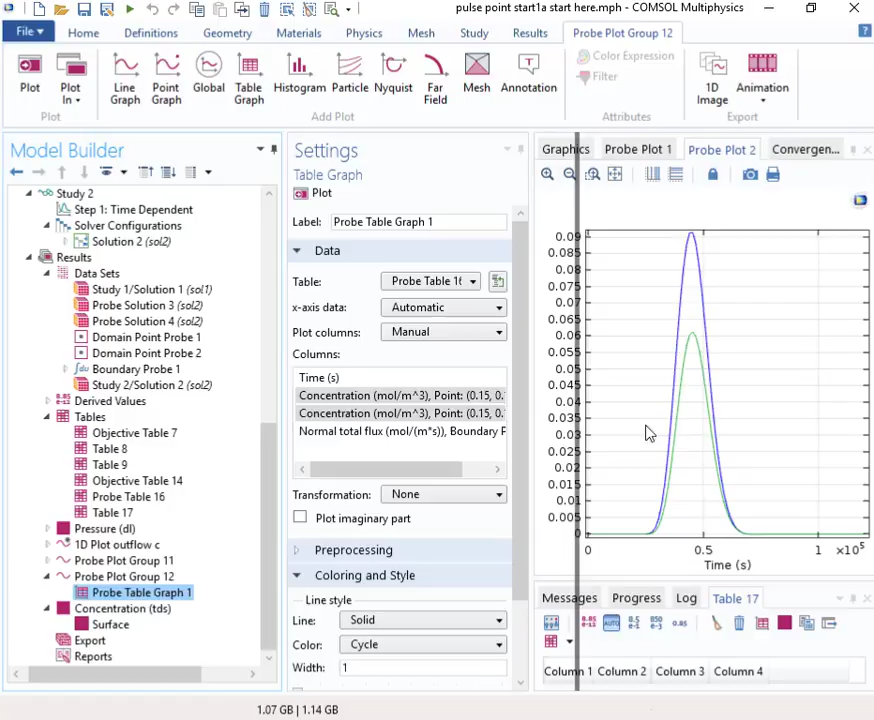 pulse point start1a start here.mph - COMSOL Multiphysics
File Home Definitions Geometry Materials Physics Mesh Study Results Probe Plot Group 12
Plot Plot In Line Graph Point Graph Global Table Graph Histogram Particle Nyquist Far Field Mesh Annotation Color Expression Filter 1D Image Animation
Plot Add Plot Attributes Export
Model Builder
Study 2
Step 1: Time Dependent
Solver Configurations
Solution 2 (sol2)
Results
Data Sets
Study 1/Solution 1 (sol1)
Probe Solution 3 (sol2)
Probe Solution 4 (sol2)
Domain Point Probe 1
Domain Point Probe 2
Boundary Probe 1
Study 2/Solution 2 (sol2)
Derived Values
Tables
Objective Table 7
Table 8
Table 9
Objective Table 14
Probe Table 16
Table 17
Pressure (dl)
1D Plot outflow c
Probe Plot Group 11
Probe Plot Group 12
Probe Table Graph 1
Concentration (tds)
Surface
Export
Reports
Settings
Table Graph
Plot
Label: Probe Table Graph 1
Data
Table: Probe Table 16
x-axis data: Automatic
Plot columns: Manual
Columns:
Time (s)
Concentration (mol/m^3), Point: (0.15, 0.
Concentration (mol/m^3), Point: (0.15, 0.
Normal total flux (mol/(m*s)), Boundary P
Transformation: None
Plot imaginary part
Preprocessing
Coloring and Style
Line style
Line: Solid
Color: Cycle
Width: 1
Graphics Probe Plot 1 Probe Plot 2 Convergen...
0.09
0.085
0.08
0.075
0.07
0.065
0.06
0.055
0.05
0.045
0.04
0.035
0.03
0.025
0.02
0.015
0.01
0.005
0
0 0.5 1 ×10⁵
Time (s)
Messages Progress Log Table 17
8.85 e-12 AUTO 8.5 e-1 850 e-3 0.85
Column 1 Column 2 Column 3 Column 4
1.07 GB | 1.14 GB